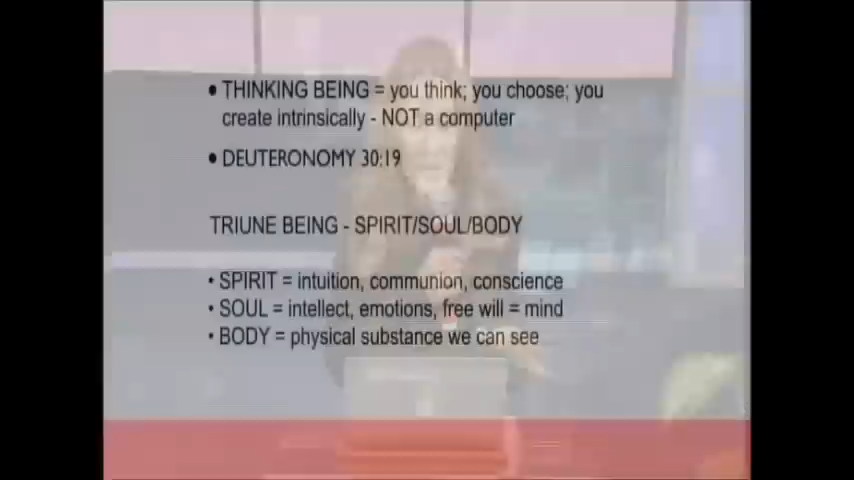 • THINKING BEING = you think; you choose; you
create intrinsically - NOT a computer
• DEUTERONOMY 30:19
TRIUNE BEING - SPIRIT/SOUL/BODY
• SPIRIT = intuition, communion, conscience
• SOUL = intellect, emotions, free will = mind
• BODY = physical substance we can see